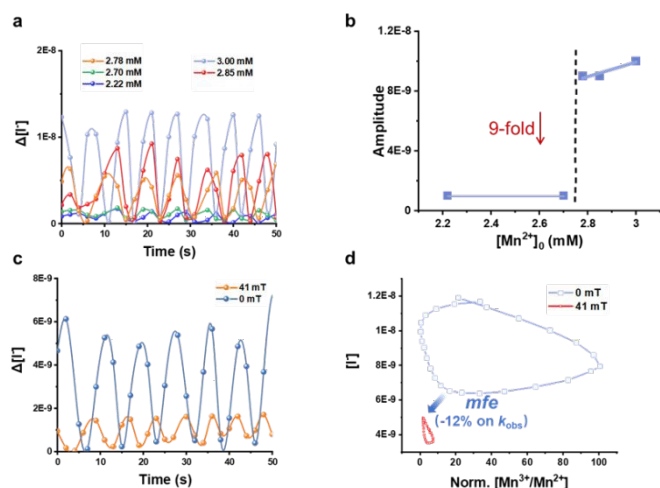 a
2E-8
1E-8
0
Δ[I⁻]
2.78 mM
2.70 mM
2.22 mM
3.00 mM
2.85 mM
0 10 20 30 40 50
Time (s)
b
1.2E-8
8E-9
4E-9
0
Amplitude
9-fold
2.2 2.4 2.6 2.8 3.0
[Mn²⁺]₀ (mM)
c
8E-9
6E-9
4E-9
2E-9
0
Δ[I⁻]
41 mT
0 mT
0 10 20 30 40 50
Time (s)
d
1.2E-8
1E-8
8E-9
6E-9
4E-9
[I⁻]
0 mT
41 mT
mfe
(-12% on kobs)
0 20 40 60 80 100
Norm. [Mn³⁺/Mn²⁺]